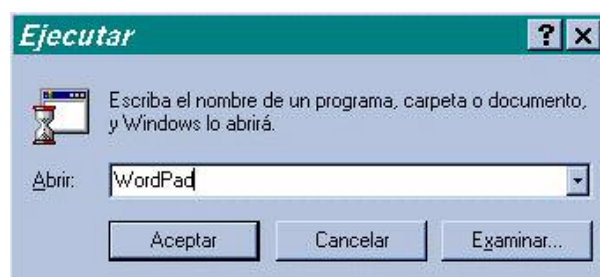 Ejecutar
Escriba el nombre de un programa, carpeta o documento,
y Windows lo abrirá.
Abrir: WordPad
Aceptar Cancelar Examinar...